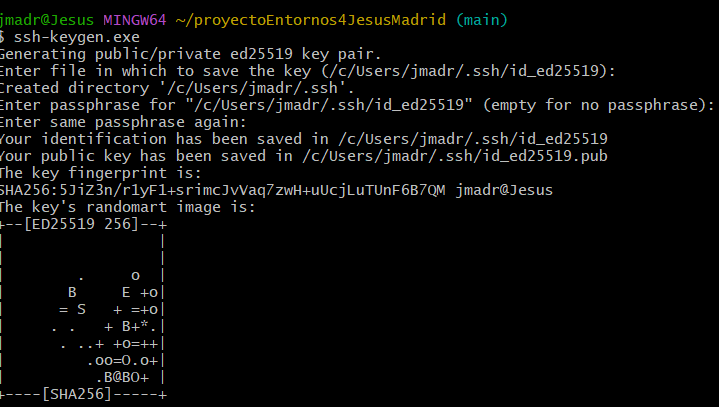 jmadr@Jesus MINGW64 ~/proyectoEntornos4JesusMadrid (main)
$ ssh-keygen.exe
Generating public/private ed25519 key pair.
Enter file in which to save the key (/c/Users/jmadr/.ssh/id_ed25519):
Created directory '/c/Users/jmadr/.ssh'.
Enter passphrase for "/c/Users/jmadr/.ssh/id_ed25519" (empty for no passphrase):
Enter same passphrase again:
Your identification has been saved in /c/Users/jmadr/.ssh/id_ed25519
Your public key has been saved in /c/Users/jmadr/.ssh/id_ed25519.pub
The key fingerprint is:
SHA256:5JiZ3n/r1yF1+srimcJvVaq7zwH+uUcjLuTUnF6B7QM jmadr@Jesus
The key's randomart image is:
+--[ED25519 256]--+
|                 |
|                 |
|        .     o  |
|       B     E +o|
|      = S   + =+o|
|     . .   + B+*.|
|      . ..+ +o=++|
|         .oo=O.o+|
|          .B@BO+ |
+----[SHA256]-----+